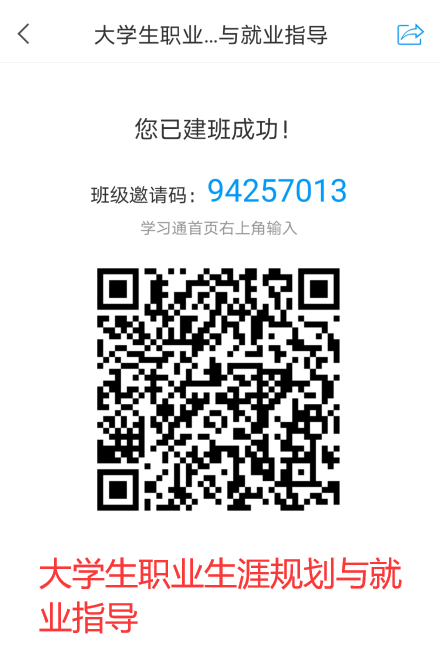 大学生职业...与就业指导
您已建班成功！
班级邀请码：94257013
学习通首页右上角输入
大学生职业生涯规划与就
业指导